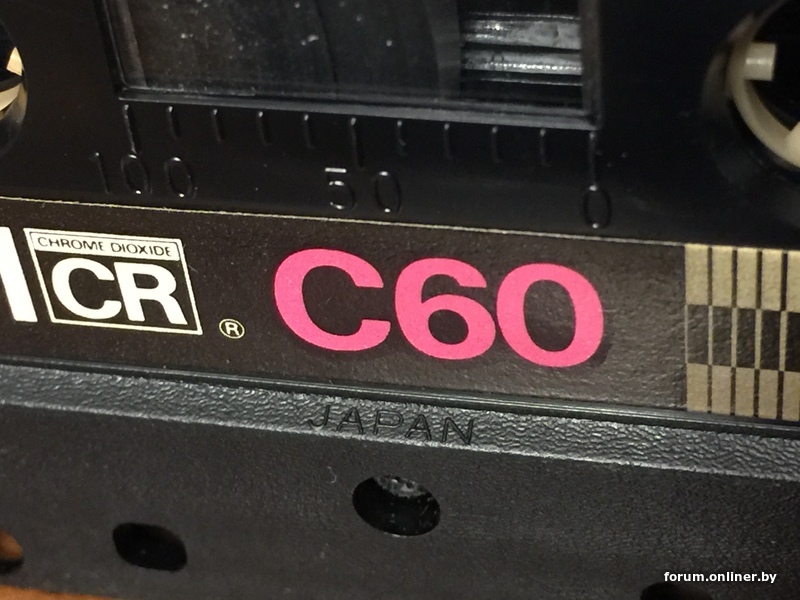 100 50 0
CHROME DIOXIDE
CR ® C60
JAPAN
forum.onliner.by